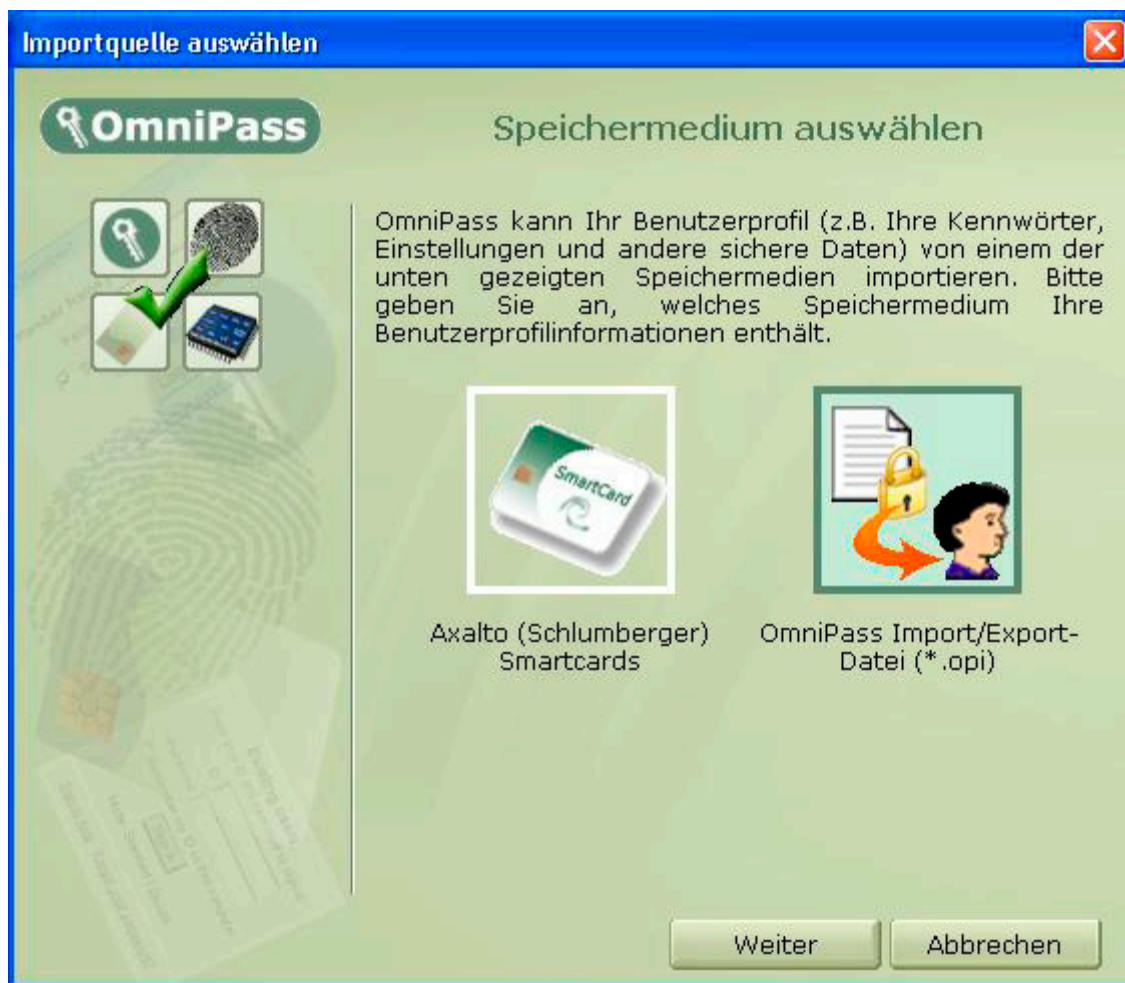 Importquelle auswählen
OmniPass
Speichermedium auswählen
OmniPass kann Ihr Benutzerprofil (z.B. Ihre Kennwörter,
Einstellungen und andere sichere Daten) von einem der
unten gezeigten Speichermedien importieren. Bitte
geben Sie an, welches Speichermedium Ihre
Benutzerprofilinformationen enthält.
SmartCard
Axalto (Schlumberger)
Smartcards
OmniPass Import/Export-
Datei (*.opi)
Weiter
Abbrechen